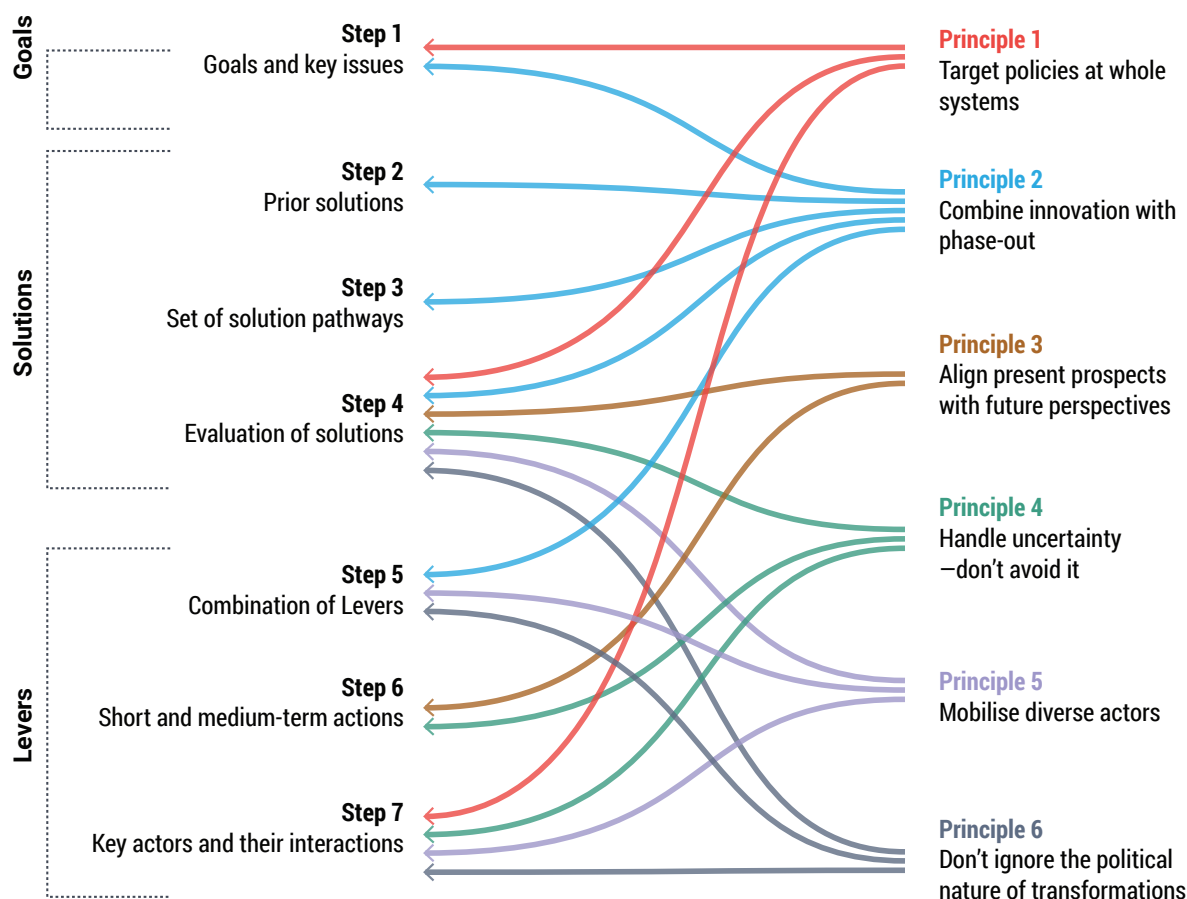 Goals
Step 1
Goals and key issues
Solutions
Step 2
Prior solutions
Step 3
Set of solution pathways
Step 4
Evaluation of solutions
Levers
Step 5
Combination of Levers
Step 6
Short and medium-term actions
Step 7
Key actors and their interactions
Principle 1
Target policies at whole
systems
Principle 2
Combine innovation with
phase-out
Principle 3
Align present prospects
with future perspectives
Principle 4
Handle uncertainty
—don’t avoid it
Principle 5
Mobilise diverse actors
Principle 6
Don’t ignore the political
nature of transformations